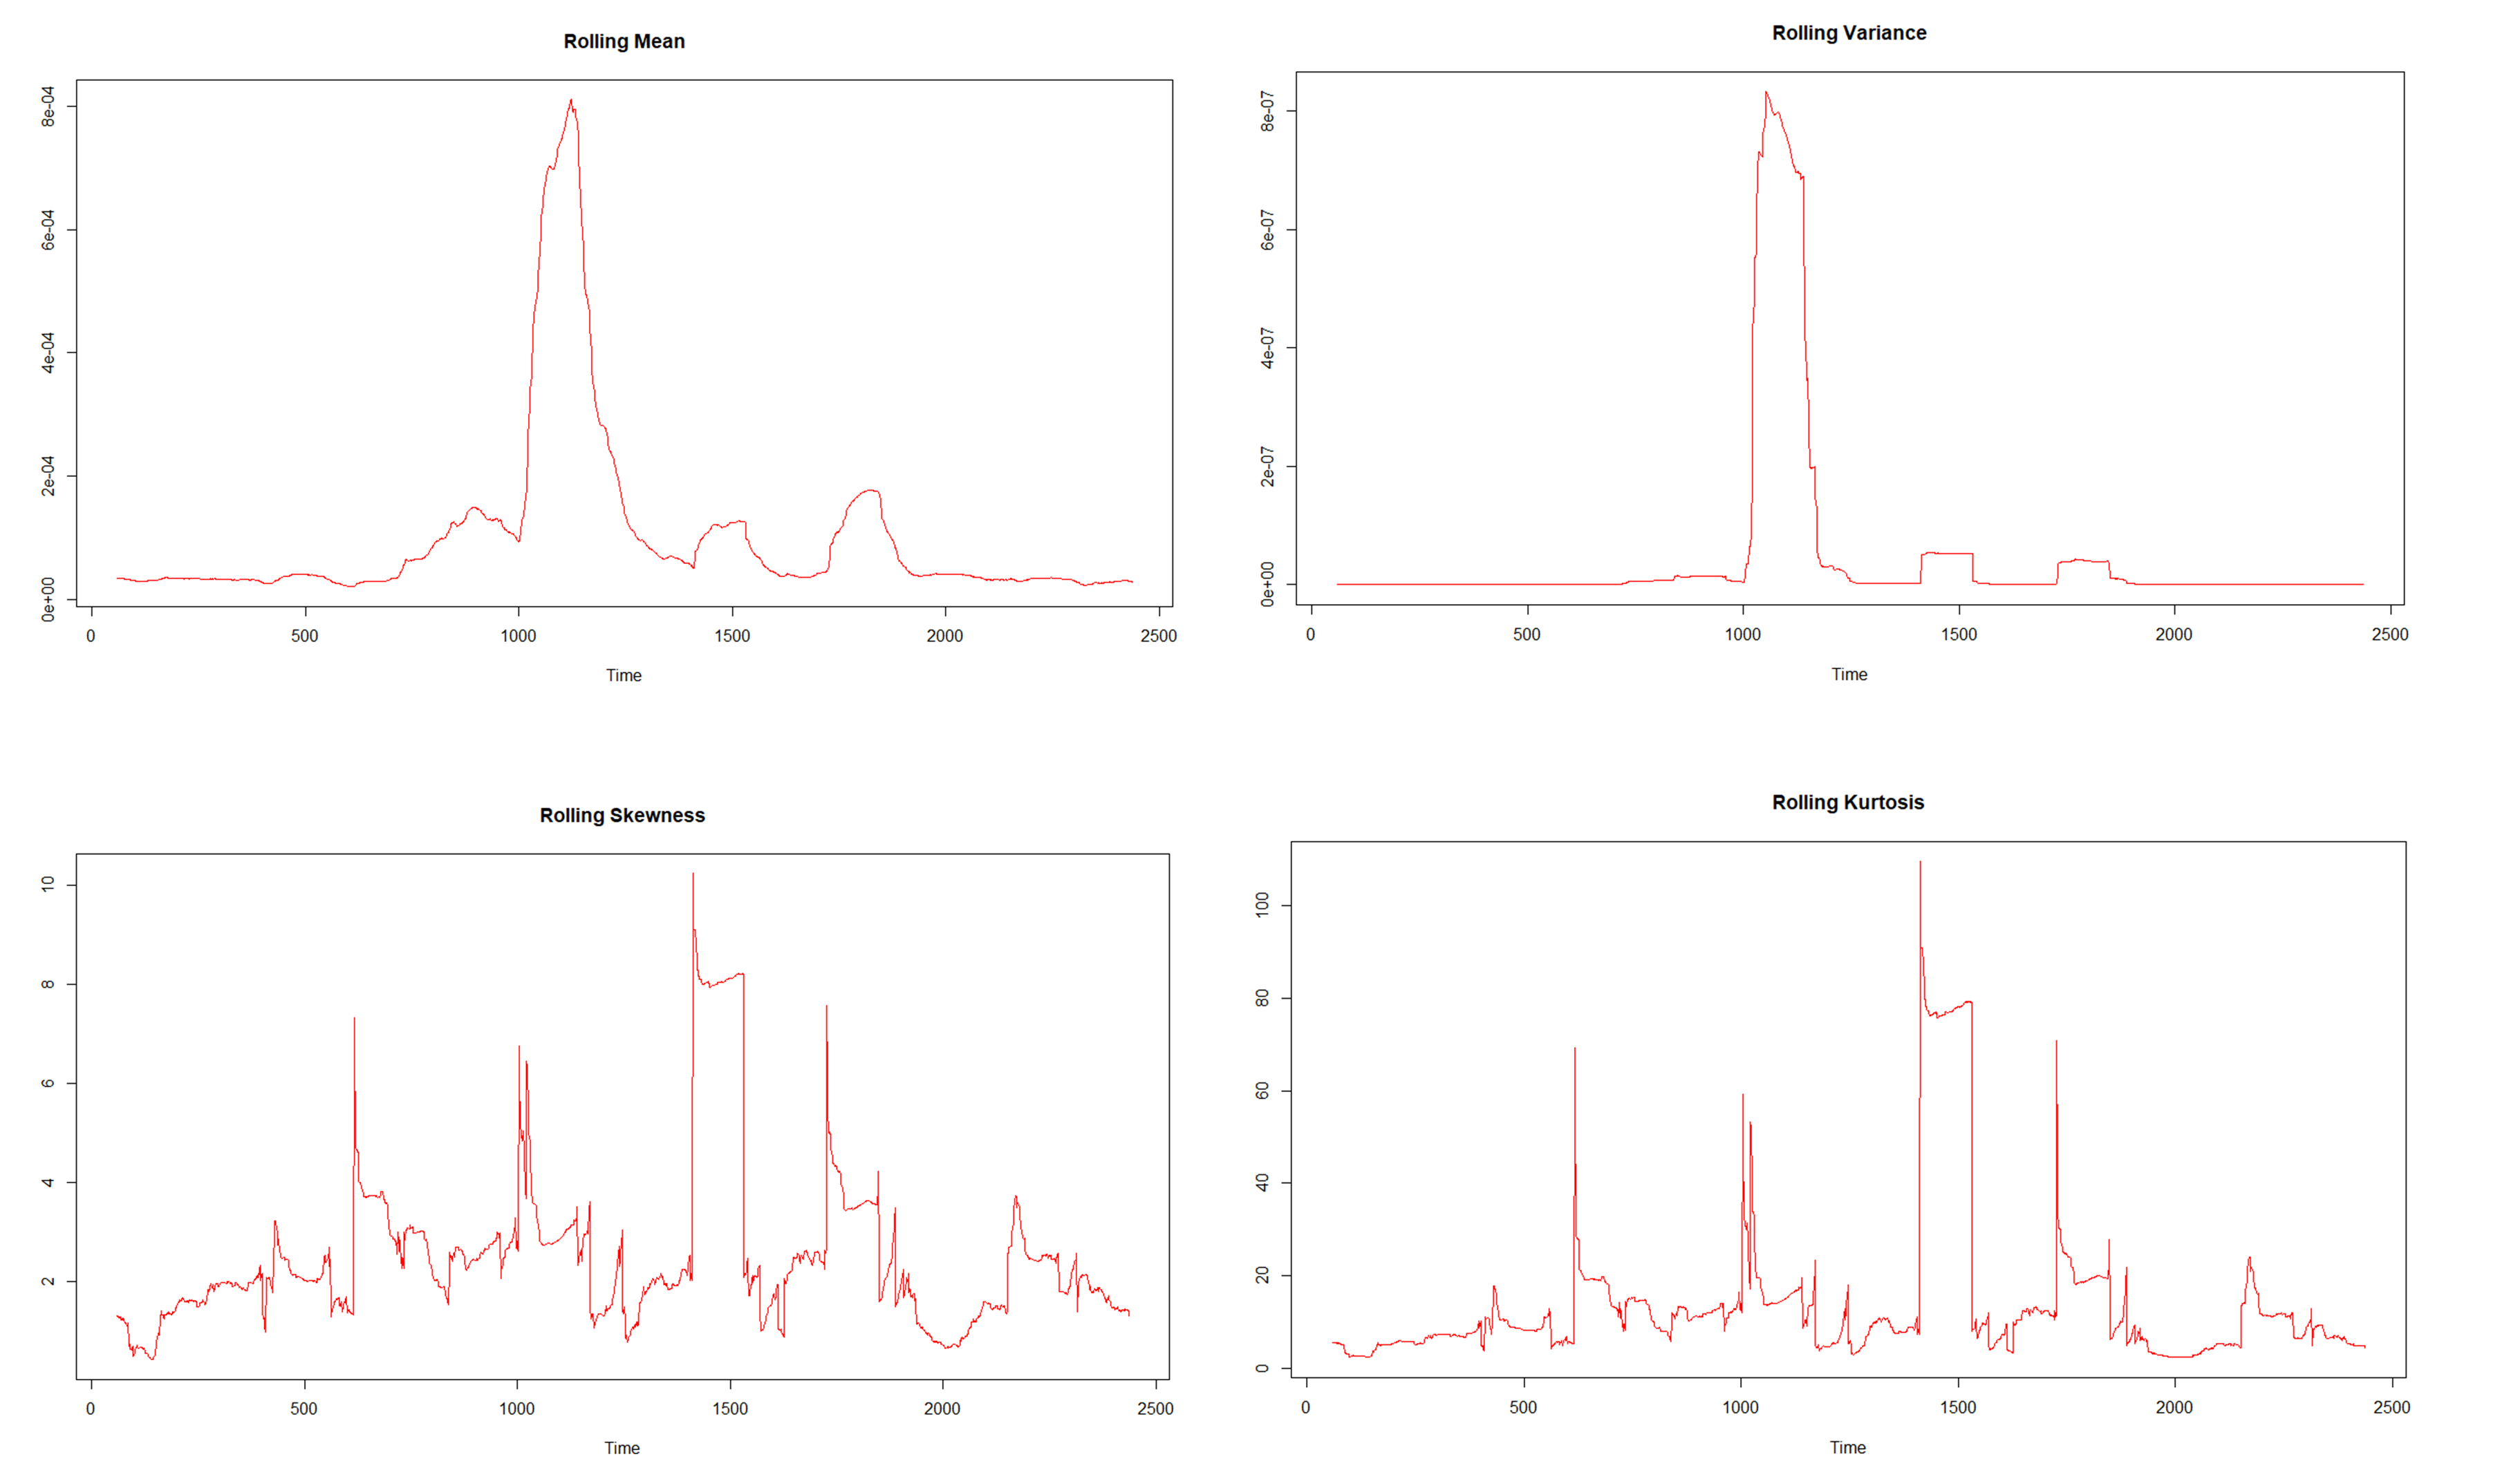 Rolling Mean
8e-04
6e-04
4e-04
2e-04
0e+00
0 500 1000 1500 2000 2500
Time
Rolling Variance
8e-07
6e-07
4e-07
2e-07
0e+00
0 500 1000 1500 2000 2500
Time
Rolling Skewness
10
8
6
4
2
0 500 1000 1500 2000 2500
Time
Rolling Kurtosis
100
80
60
40
20
0
0 500 1000 1500 2000 2500
Time